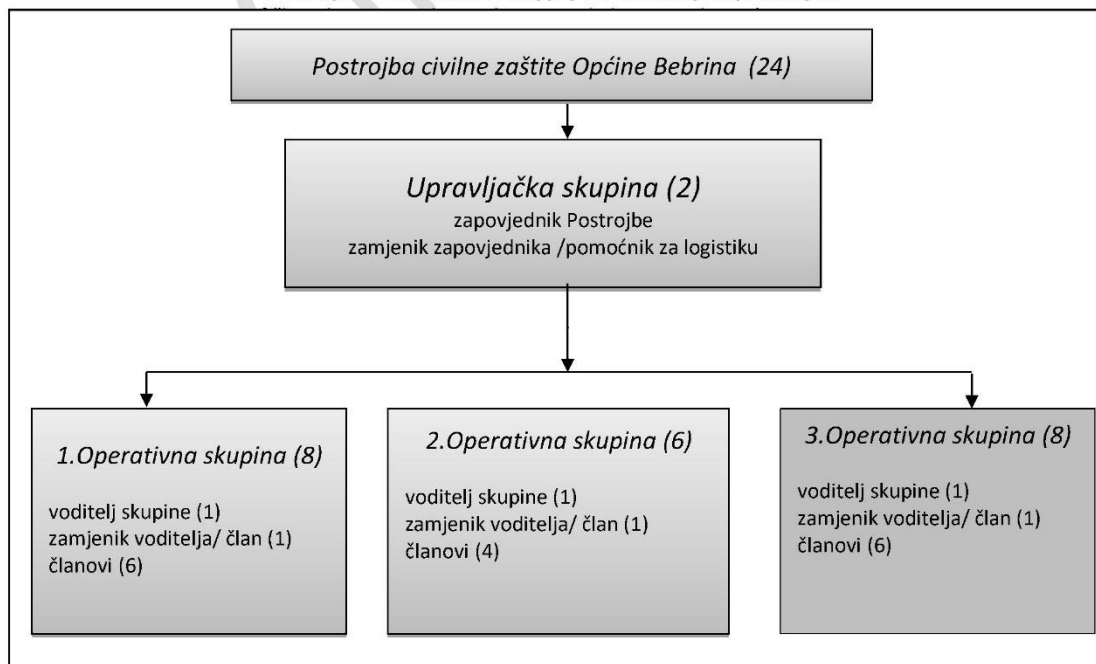 Postrojba civilne zaštite Općine Bebrina (24)
Upravljačka skupina (2)
zapovjednik Postrojbe
zamjenik zapovjednika /pomoćnik za logistiku
1.Operativna skupina (8)
voditelj skupine (1)
zamjenik voditelja/ član (1)
članovi (6)
2.Operativna skupina (6)
voditelj skupine (1)
zamjenik voditelja/ član (1)
članovi (4)
3.Operativna skupina (8)
voditelj skupine (1)
zamjenik voditelja/ član (1)
članovi (6)